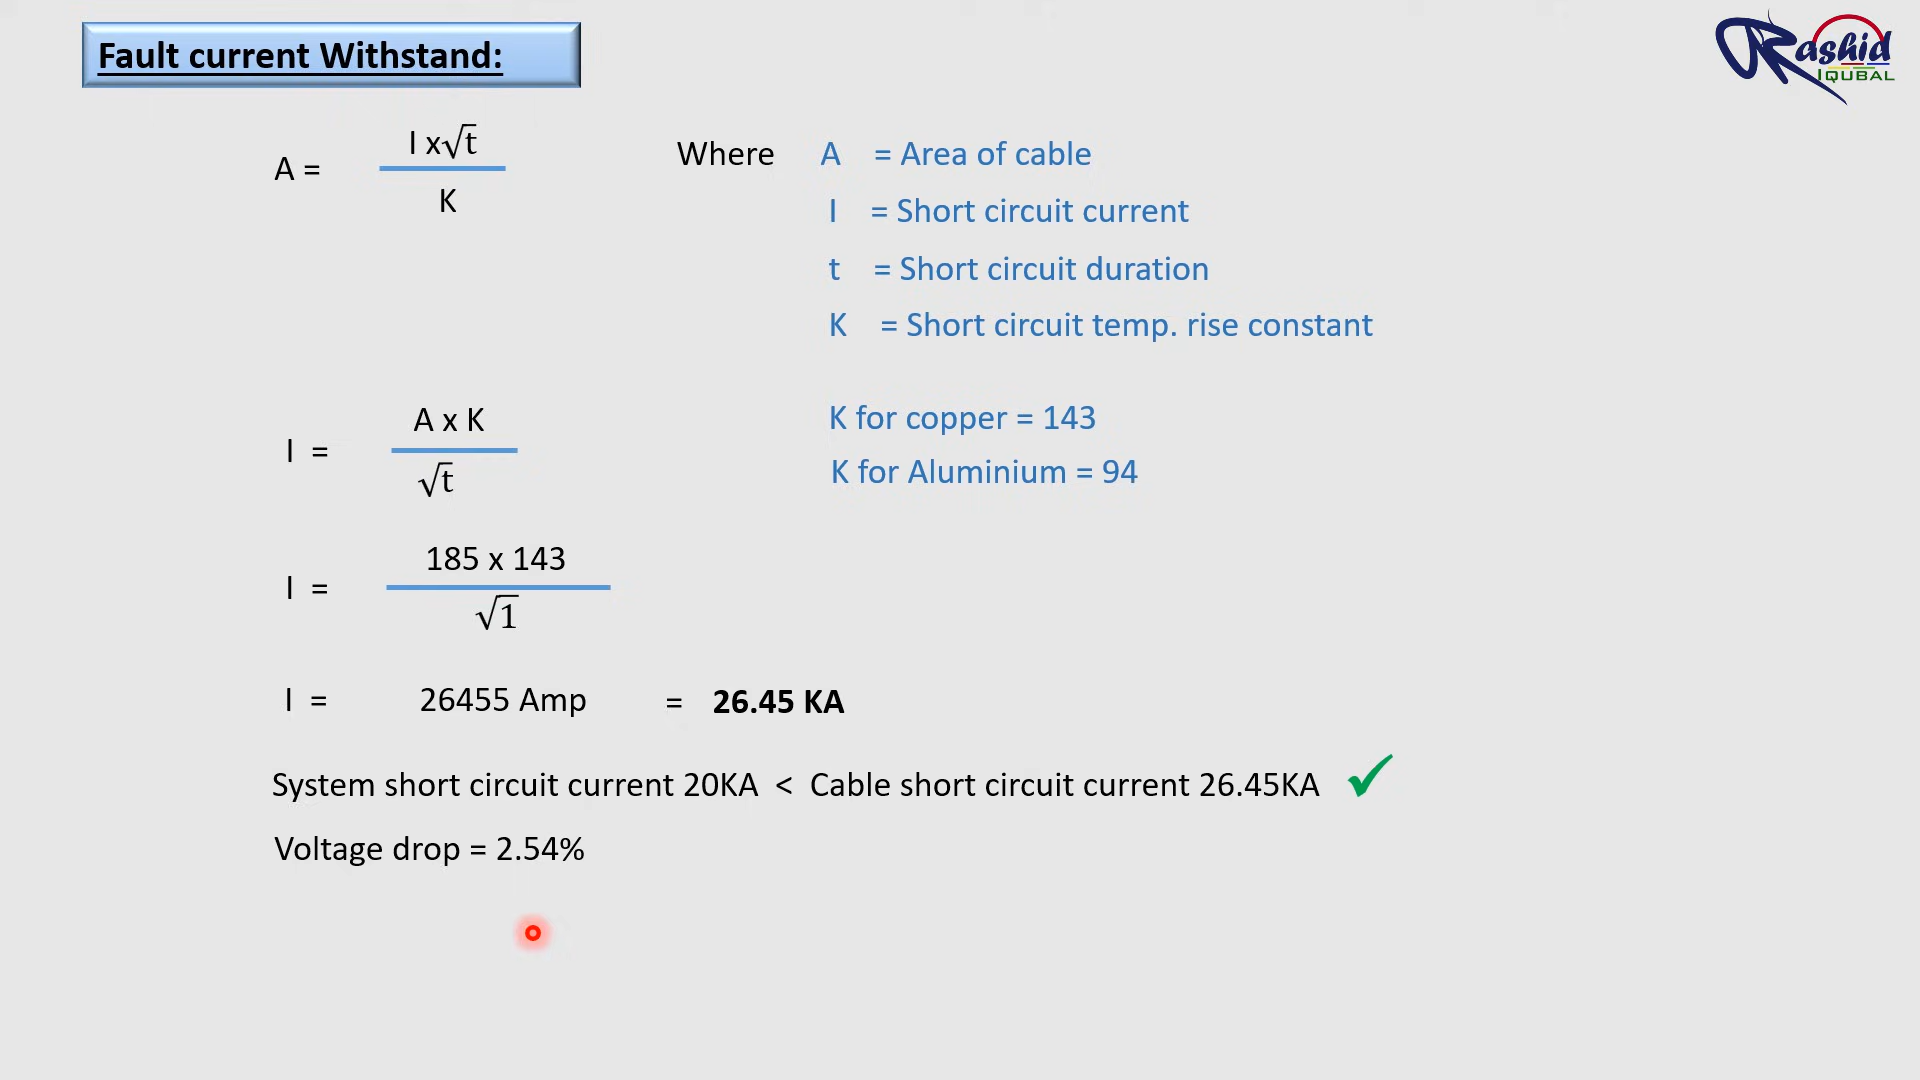 Fault current Withstand:
Rashid
IQUBAL
A = I x√t / K
Where A = Area of cable
I = Short circuit current
t = Short circuit duration
K = Short circuit temp. rise constant
I = A x K / √t
K for copper = 143
K for Aluminium = 94
I = 185 x 143 / √1
I = 26455 Amp = 26.45 KA
System short circuit current 20KA < Cable short circuit current 26.45KA ✓
Voltage drop = 2.54%